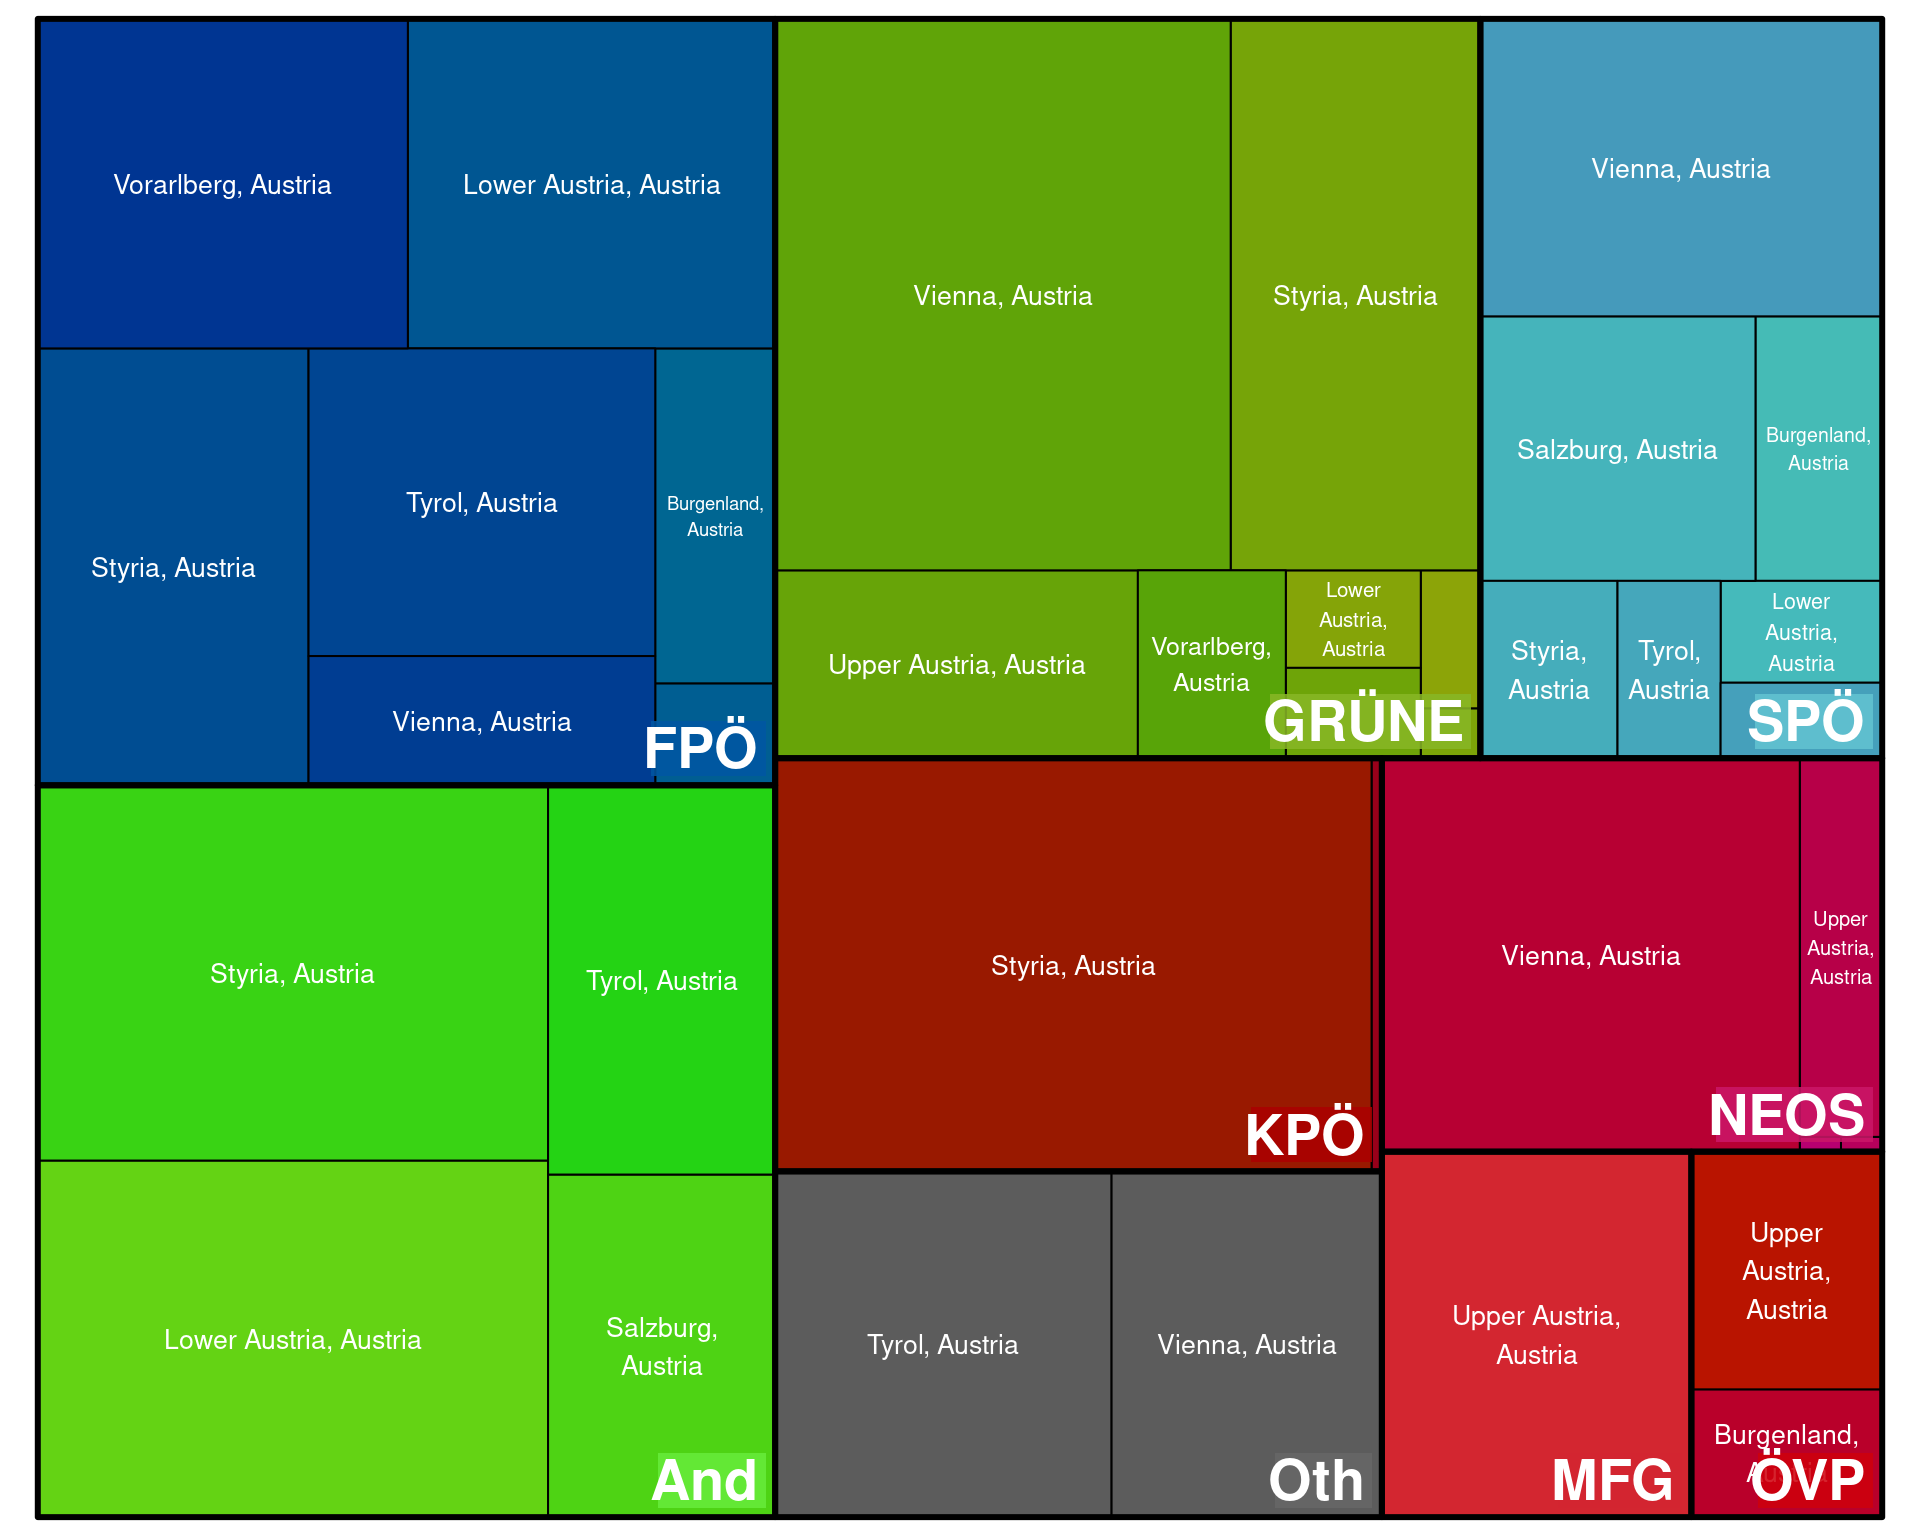 Vorarlberg, Austria
Lower Austria, Austria
Styria, Austria
Tyrol, Austria
Burgenland,
Austria
Vienna, Austria
FPÖ
Vienna, Austria
Styria, Austria
Upper Austria, Austria
Vorarlberg,
Austria
Lower
Austria,
Austria
GRÜNE
Vienna, Austria
Salzburg, Austria
Burgenland,
Austria
Styria,
Austria
Tyrol,
Austria
Lower
Austria,
Austria
SPÖ
Styria, Austria
Tyrol, Austria
Lower Austria, Austria
Salzburg,
Austria
And
Styria, Austria
KPÖ
Vienna, Austria
Upper
Austria,
Austria
NEOS
Tyrol, Austria
Vienna, Austria
Oth
Upper Austria,
Austria
MFG
Upper
Austria,
Austria
Burgenland,
ÖVP